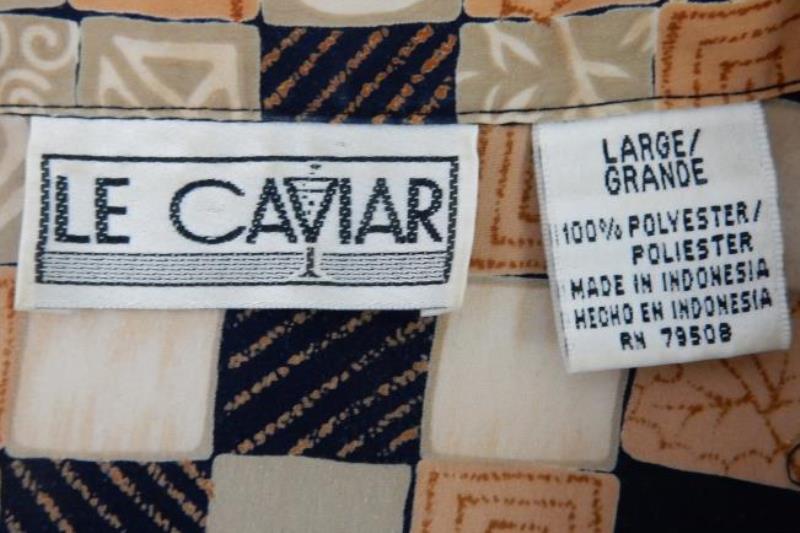 LE CAVIAR
LARGE/
GRANDE
100% POLYESTER/
POLIESTER
MADE IN INDONESIA
HECHO EN INDONESIA
RN 79508